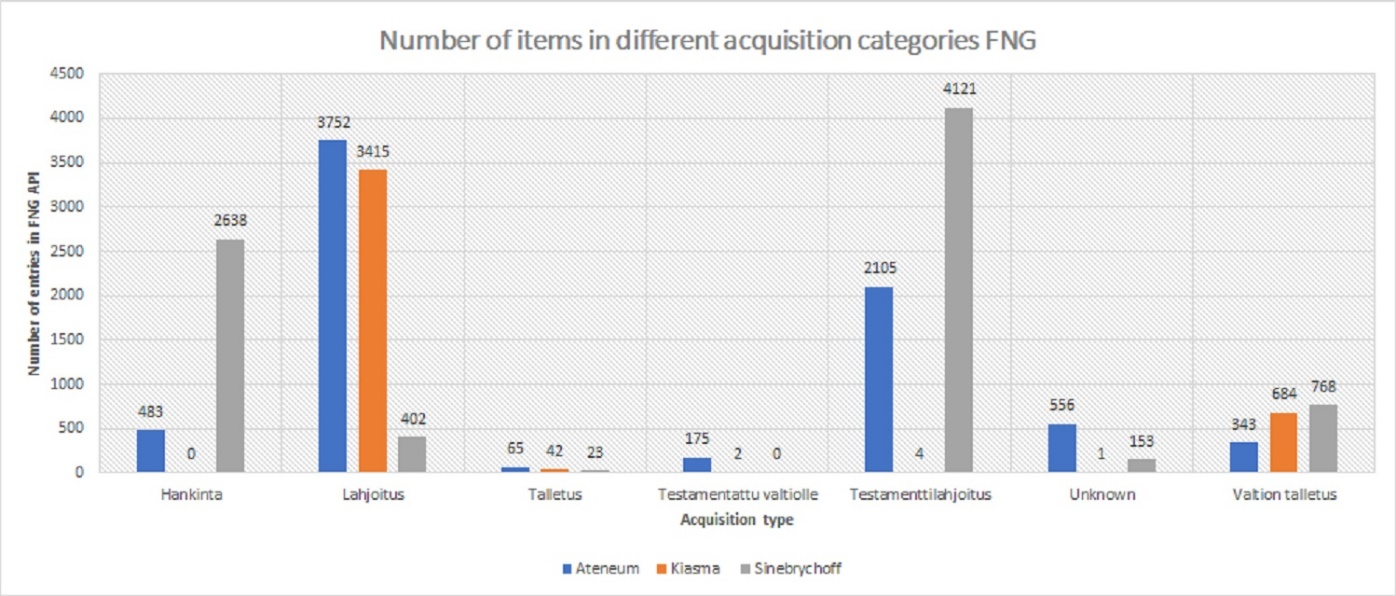 Number of items in different acquisition categories FNG
Number of entries in FNG API
4500
4000
3500
3000
2500
2000
1500
1000
500
0
483
0
2638
3752
3415
402
65
42
23
175
2
0
2105
4
4121
556
1
153
343
684
768
Hankinta
Lahjoitus
Talletus
Testamentattu valtiolle
Testamenttilahjoitus
Unknown
Valtion talletus
Acquisition type
Ateneum
Kiasma
Sinebrychoff